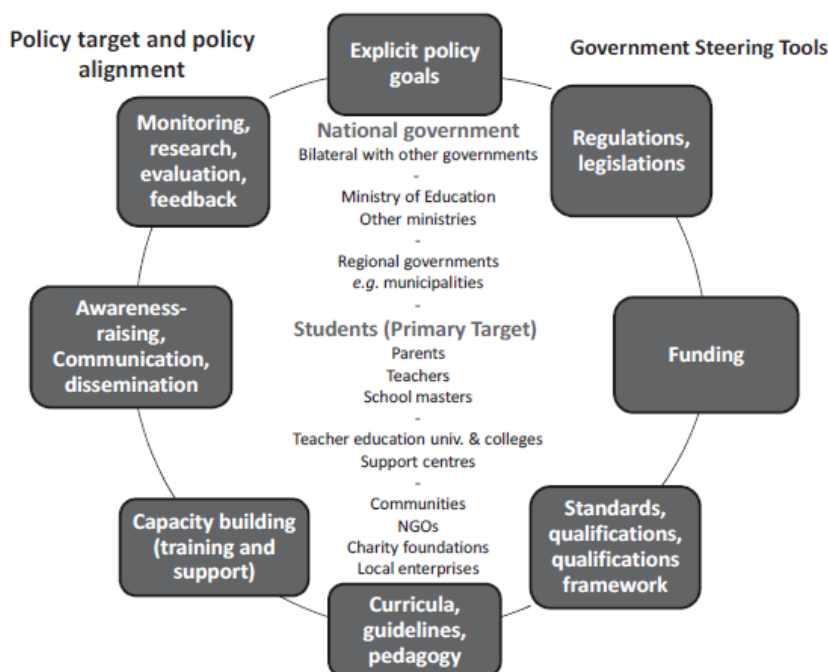 Policy target and policy
alignment
Government Steering Tools
Explicit policy
goals
Regulations,
legislations
Funding
Standards,
qualifications,
qualifications
framework
Curricula,
guidelines,
pedagogy
Capacity building
(training and
support)
Awareness-
raising,
Communication,
dissemination
Monitoring,
research,
evaluation,
feedback
National government
Bilateral with other governments
-
Ministry of Education
Other ministries
-
Regional governments
e.g. municipalities
-
Students (Primary Target)
Parents
Teachers
School masters
-
Teacher education univ. & colleges
Support centres
-
Communities
NGOs
Charity foundations
Local enterprises